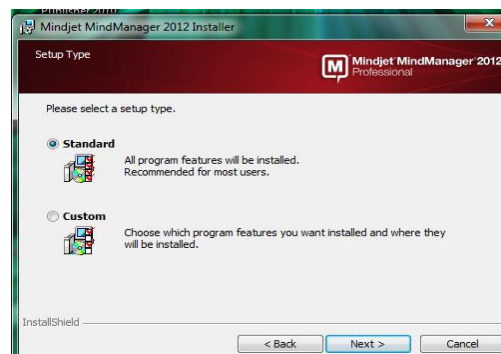 Publisher 2010
Mindjet MindManager 2012 Installer
Setup Type
Mindjet MindManager 2012
Professional
Please select a setup type.
Standard
All program features will be installed.
Recommended for most users.
Custom
Choose which program features you want installed and where they
will be installed.
InstallShield
< Back
Next >
Cancel